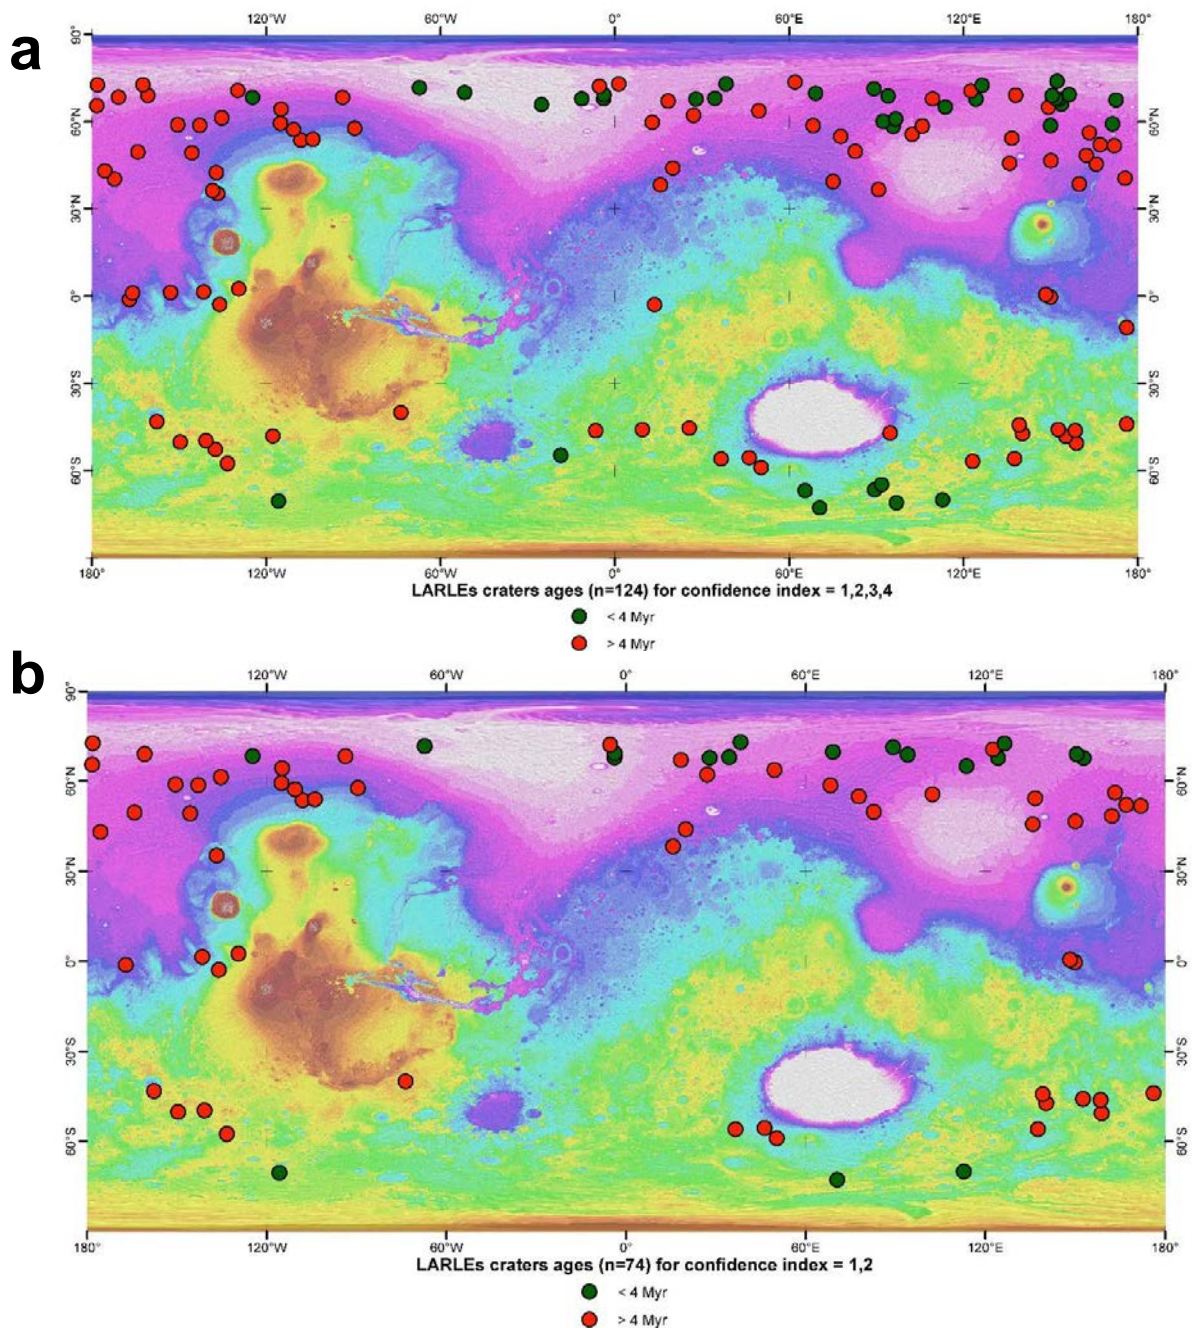 a
120°W 60°W 0° 60°E 120°E 180°
90°
60°N 60°N
30°N 30°N
0° 0°
30°S 30°S
60°S 60°S
180° 120°W 60°W 0° 60°E 120°E 180°
LARLEs craters ages (n=124) for confidence index = 1,2,3,4
< 4 Myr
> 4 Myr
b
120°W 60°W 0° 60°E 120°E 180°
90°
60°N 60°N
30°N 30°N
0° 0°
30°S 30°S
60°S 60°S
180° 120°W 60°W 0° 60°E 120°E 180°
LARLEs craters ages (n=74) for confidence index = 1,2
< 4 Myr
> 4 Myr